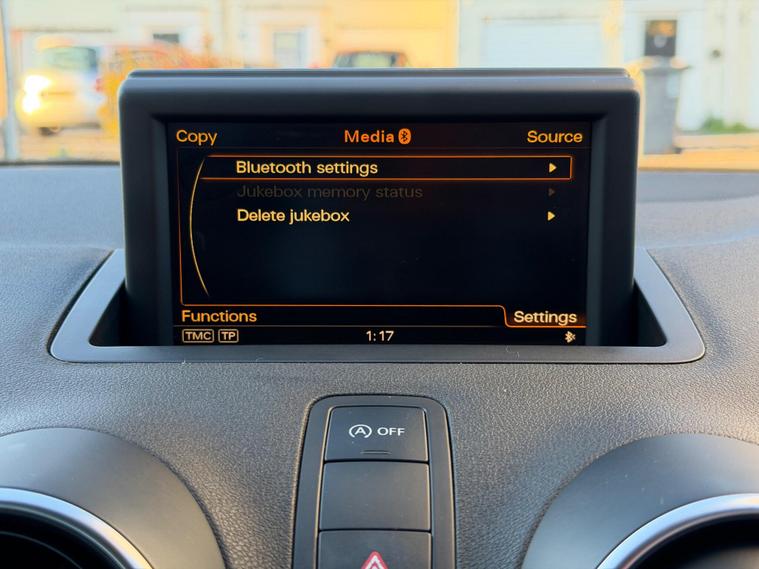 Copy Media Source
Bluetooth settings
Jukebox memory status
Delete jukebox
Functions Settings
TMC TP 1:17
A OFF